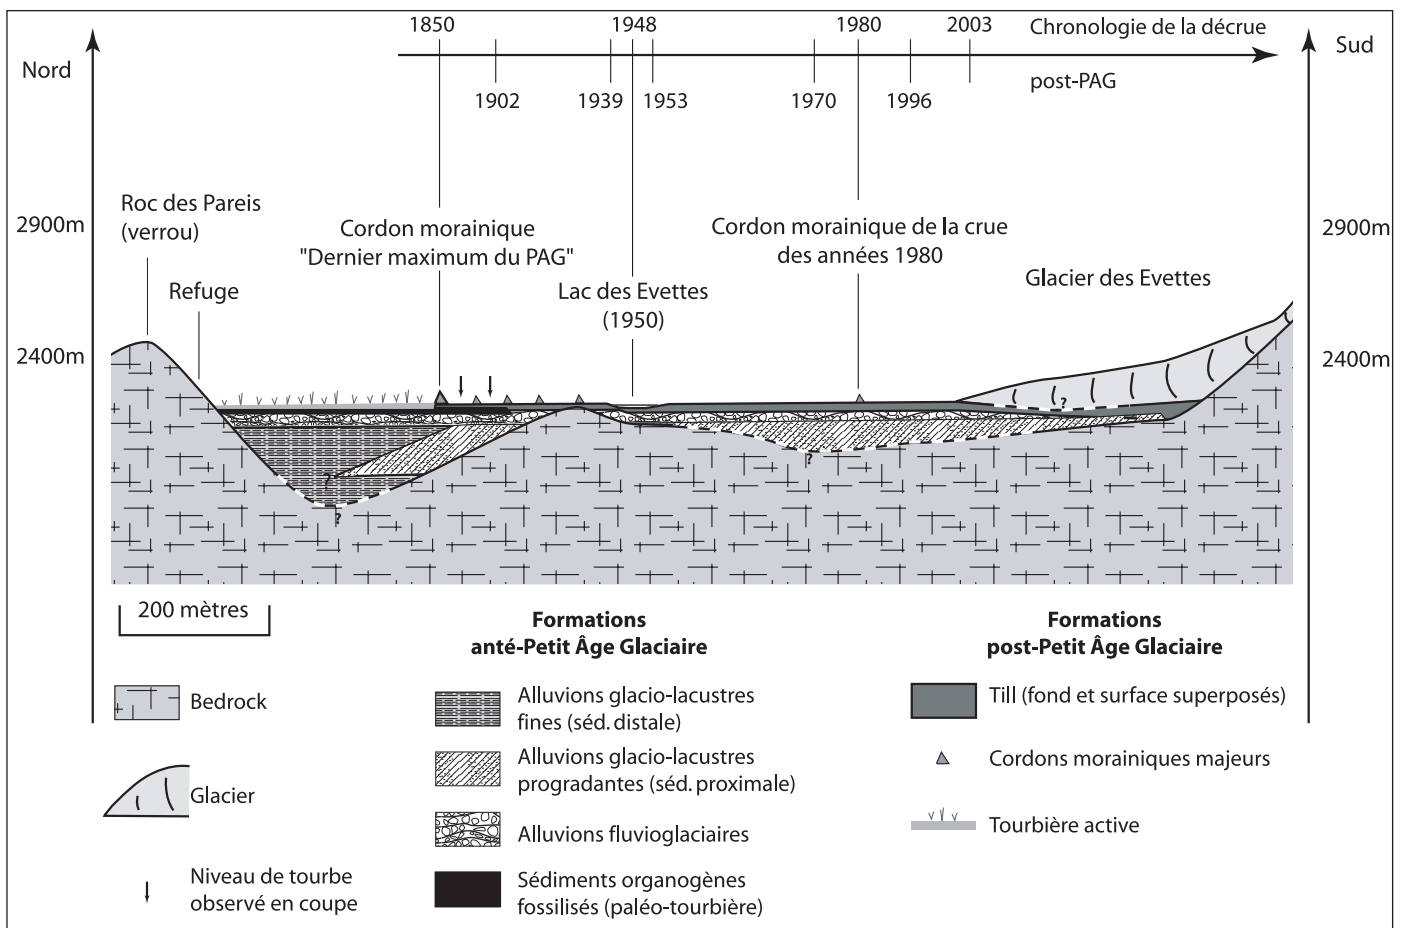 1850
1948
1980
2003
Chronologie de la décrue
post-PAG
1902
1939
1953
1970
1996
Nord
Sud
2900m
2400m
2900m
2400m
Roc des Pareis
(verrou)
Refuge
Cordon morainique
"Dernier maximum du PAG"
Lac des Evettes
(1950)
Cordon morainique de la crue
des années 1980
Glacier des Evettes
?
?
?
?
200 mètres
Bedrock
Glacier
Niveau de tourbe
observé en coupe
Formations
anté-Petit Âge Glaciaire
Alluvions glacio-lacustres
fines (séd. distale)
Alluvions glacio-lacustres
progradantes (séd. proximale)
Alluvions fluvioglaciaires
Sédiments organogènes
fossilisés (paléo-tourbière)
Formations
post-Petit Âge Glaciaire
Till (fond et surface superposés)
Cordons morainiques majeurs
Tourbière active